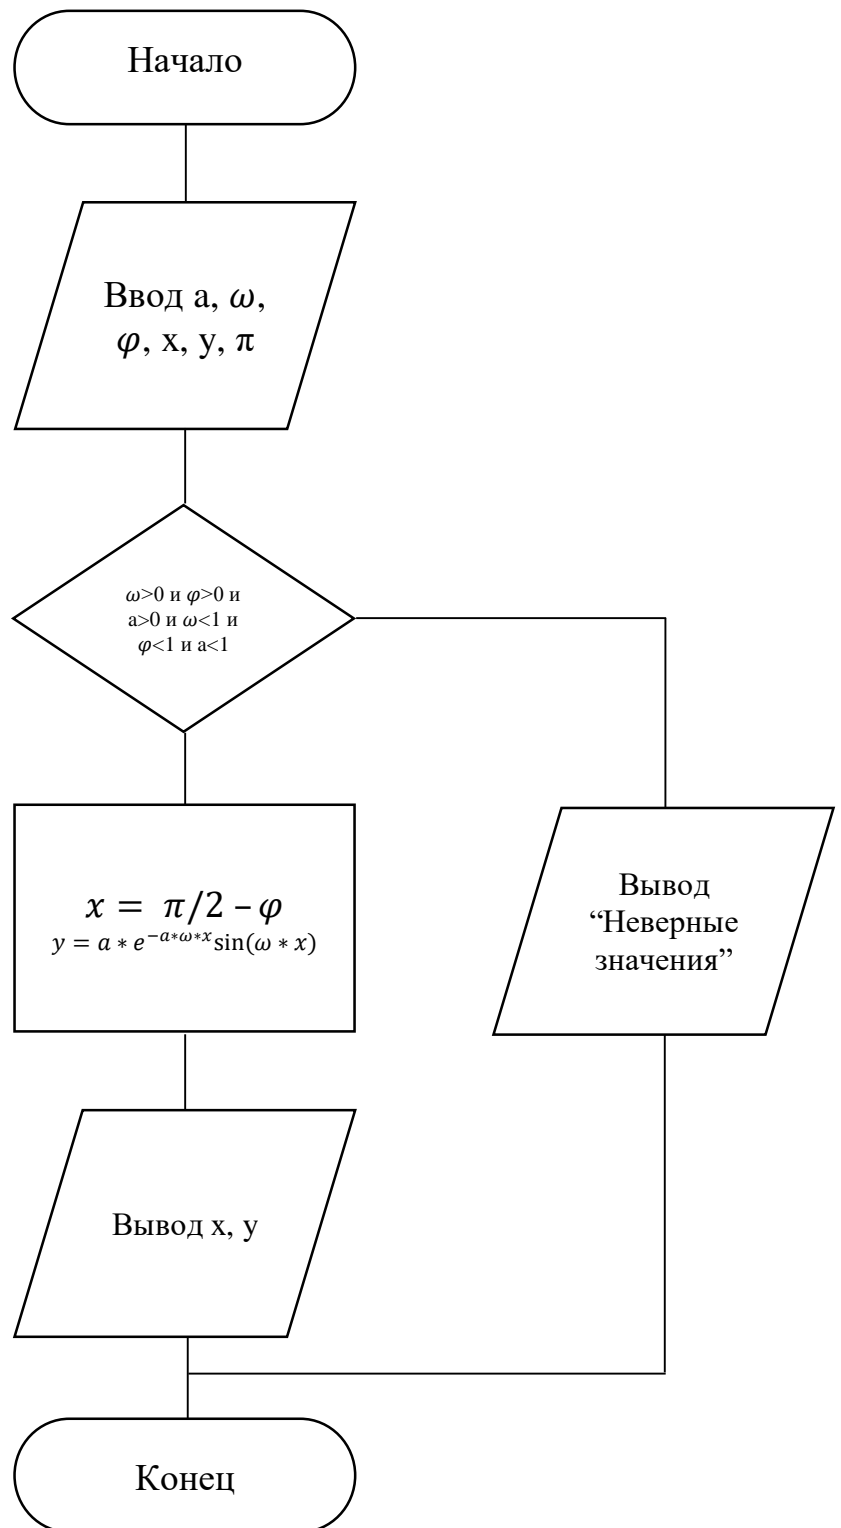 Начало
Ввод a, ω,
φ, x, y, π
ω>0 и φ>0 и
a>0 и ω<1 и
φ<1 и a<1
x = π/2 – φ
y = a * e^{-a*ω*x} sin(ω * x)
Вывод
“Неверные
значения”
Вывод x, y
Конец